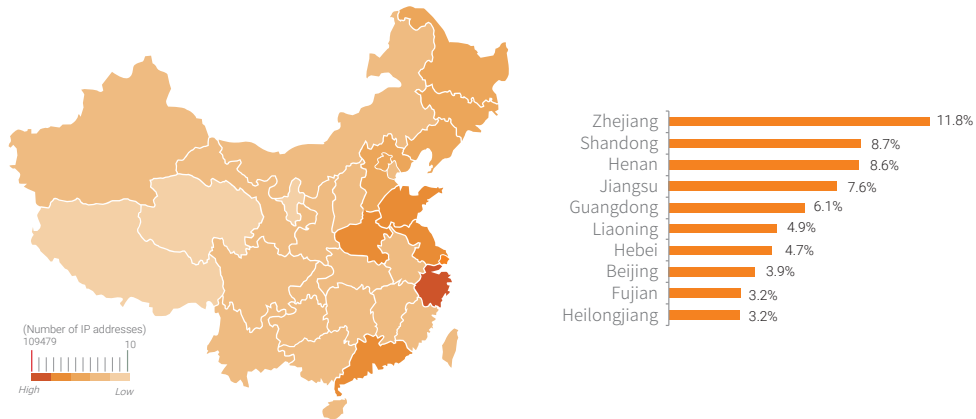 (Number of IP addresses)
109479 10
High Low
Zhejiang 11.8%
Shandong 8.7%
Henan 8.6%
Jiangsu 7.6%
Guangdong 6.1%
Liaoning 4.9%
Hebei 4.7%
Beijing 3.9%
Fujian 3.2%
Heilongjiang 3.2%